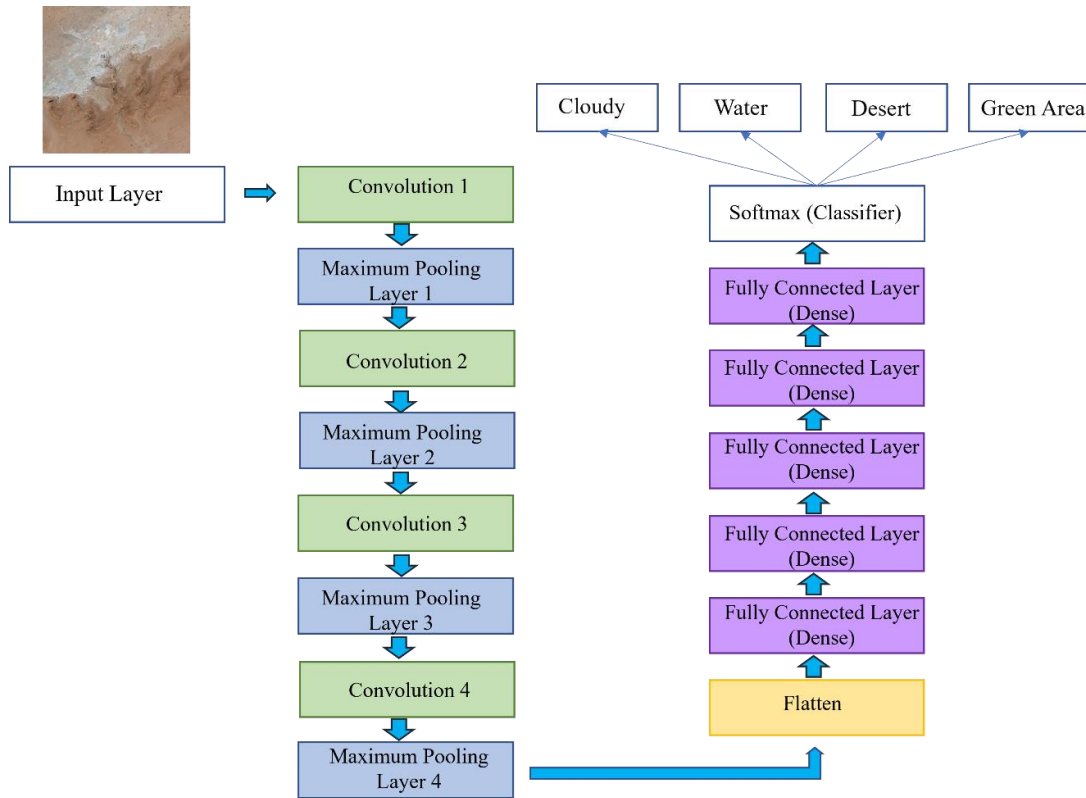 Input Layer
Convolution 1
Maximum Pooling
Layer 1
Convolution 2
Maximum Pooling
Layer 2
Convolution 3
Maximum Pooling
Layer 3
Convolution 4
Maximum Pooling
Layer 4
Flatten
Fully Connected Layer
(Dense)
Fully Connected Layer
(Dense)
Fully Connected Layer
(Dense)
Fully Connected Layer
(Dense)
Fully Connected Layer
(Dense)
Softmax (Classifier)
Cloudy
Water
Desert
Green Area